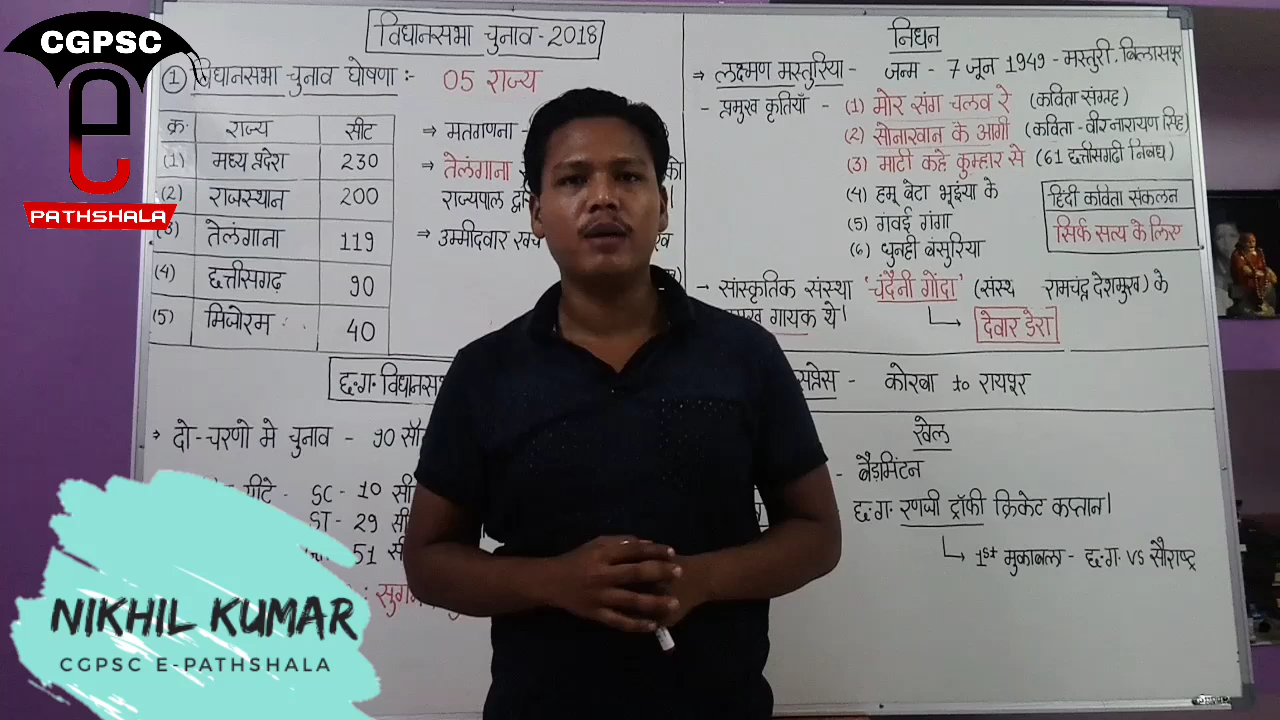 CGPSC
e
PATHSHALA
विधानसभा चुनाव - 2018
① विधानसभा चुनाव घोषणा :- 05 राज्य
क्र. राज्य सीट
(1) मध्य प्रदेश 230
(2) राजस्थान 200
(3) तेलंगाना 119
(4) छत्तीसगढ़ 90
(5) मिजोरम 40
⇒ मतगणना -
⇒ तेलंगाना को
राज्यपाल
⇒ उम्मीदवार
छ.ग. विधानसभ
→ दो-चरणो मे चुनाव - 90
सीटे - SC - 10
ST - 29
51
निधन
⇒ लक्ष्मण मस्तुरिया - जन्म - 7 जून 1949 - मस्तुरी, बिलासपुर
- प्रमुख कृतियाँ - (1) मोर संग चलव रे (कविता संग्रह)
(2) सोनाखान के आगी (कविता - वीरनारायण सिंह)
(3) माटी कहे कुम्हार से (61 छत्तीसगढ़ी निबंध)
(4) हमू बेटा भूइंया के
(5) गंवई गंगा
(6) धुनही बंसुरिया
हिंदी कविता संकलन
सिर्फ सत्य के लिए
→ सांस्कृतिक संस्था 'चंदैनी गोंदा' (संस्थ रामचंद्र देशमुख) के
गायक थे।
देवार डेरा
- कोरबा to रायपुर
खेल
- बैडमिंटन
छ.ग. रणजी ट्रॉफी क्रिकेट कप्तान।
1st मुकाबला - छ.ग. vs सौराष्ट्र
NIKHIL KUMAR
CGPSC E-PATHSHALA